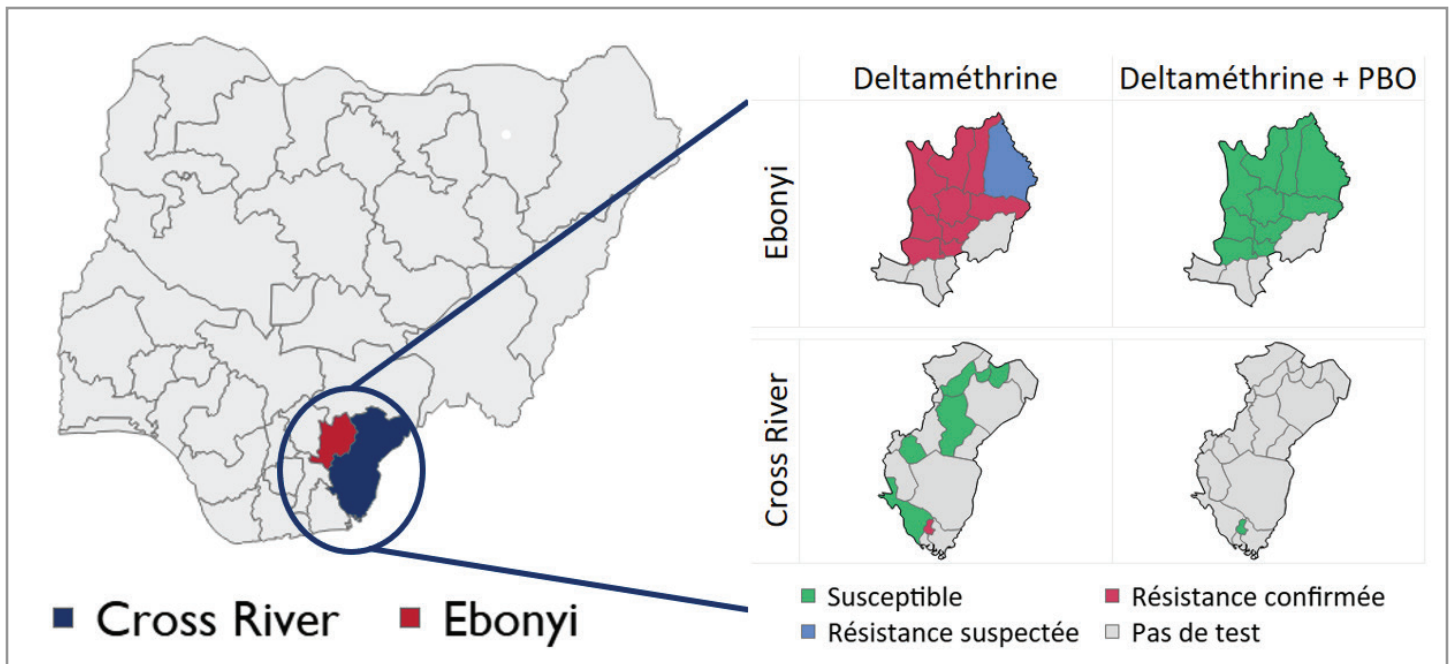 Deltaméthrine
Deltaméthrine + PBO
Ebonyi
Cross River
Susceptible
Résistance confirmée
Résistance suspectée
Pas de test
Cross River
Ebonyi